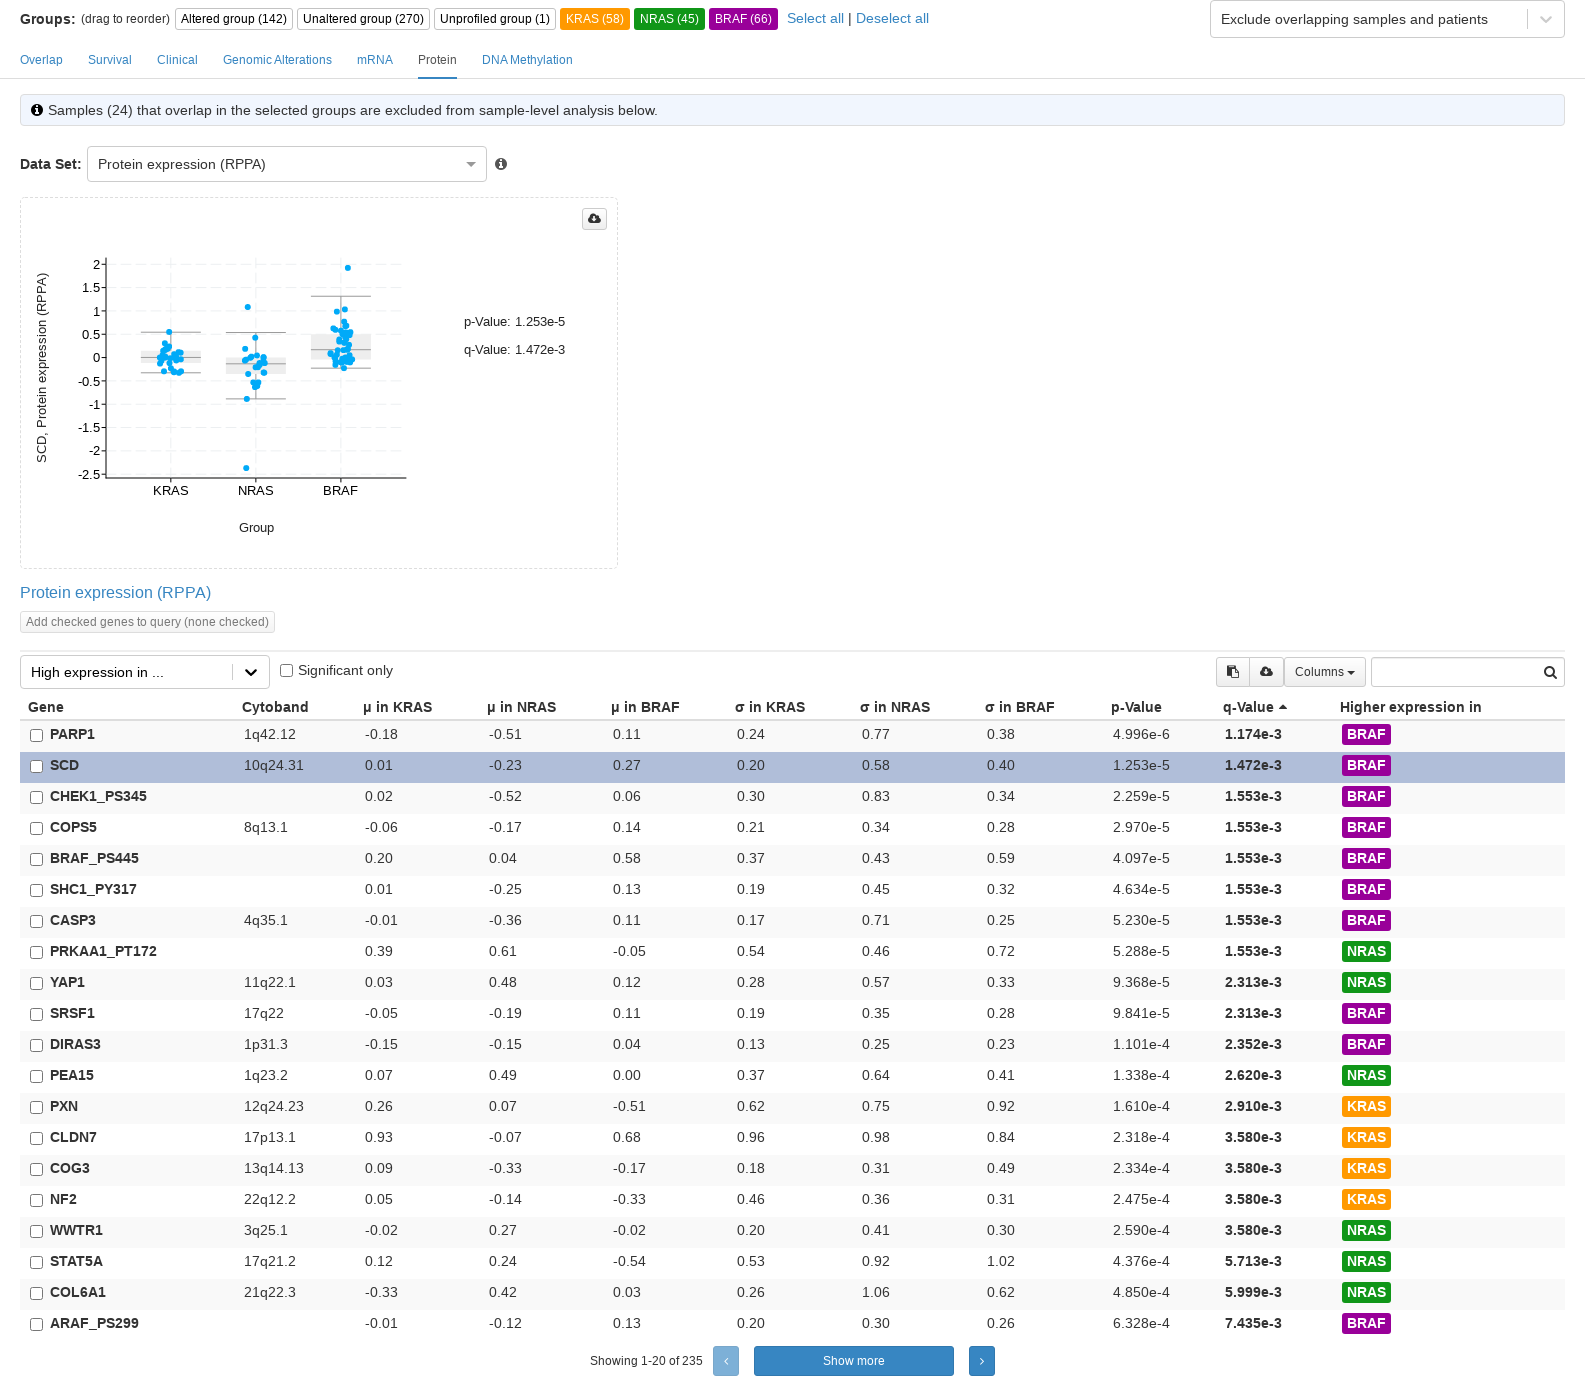 Groups: (drag to reorder) Altered group (142) Unaltered group (270) Unprofiled group (1) KRAS (58) NRAS (45) BRAF (66) Select all | Deselect all Exclude overlapping samples and patients
Overlap Survival Clinical Genomic Alterations mRNA Protein DNA Methylation
Samples (24) that overlap in the selected groups are excluded from sample-level analysis below.
Data Set: Protein expression (RPPA)
SCD, Protein expression (RPPA)
2
1.5
1
0.5
0
-0.5
-1
-1.5
-2
-2.5
KRAS NRAS BRAF
Group
p-Value: 1.253e-5
q-Value: 1.472e-3
Protein expression (RPPA)
Add checked genes to query (none checked)
High expression in ... Significant only Columns
Gene Cytoband μ in KRAS μ in NRAS μ in BRAF σ in KRAS σ in NRAS σ in BRAF p-Value q-Value Higher expression in
PARP1 1q42.12 -0.18 -0.51 0.11 0.24 0.77 0.38 4.996e-6 1.174e-3 BRAF
SCD 10q24.31 0.01 -0.23 0.27 0.20 0.58 0.40 1.253e-5 1.472e-3 BRAF
CHEK1_PS345 0.02 -0.52 0.06 0.30 0.83 0.34 2.259e-5 1.553e-3 BRAF
COPS5 8q13.1 -0.06 -0.17 0.14 0.21 0.34 0.28 2.970e-5 1.553e-3 BRAF
BRAF_PS445 0.20 0.04 0.58 0.37 0.43 0.59 4.097e-5 1.553e-3 BRAF
SHC1_PY317 0.01 -0.25 0.13 0.19 0.45 0.32 4.634e-5 1.553e-3 BRAF
CASP3 4q35.1 -0.01 -0.36 0.11 0.17 0.71 0.25 5.230e-5 1.553e-3 BRAF
PRKAA1_PT172 0.39 0.61 -0.05 0.54 0.46 0.72 5.288e-5 1.553e-3 NRAS
YAP1 11q22.1 0.03 0.48 0.12 0.28 0.57 0.33 9.368e-5 2.313e-3 NRAS
SRSF1 17q22 -0.05 -0.19 0.11 0.19 0.35 0.28 9.841e-5 2.313e-3 BRAF
DIRAS3 1p31.3 -0.15 -0.15 0.04 0.13 0.25 0.23 1.101e-4 2.352e-3 BRAF
PEA15 1q23.2 0.07 0.49 0.00 0.37 0.64 0.41 1.338e-4 2.620e-3 NRAS
PXN 12q24.23 0.26 0.07 -0.51 0.62 0.75 0.92 1.610e-4 2.910e-3 KRAS
CLDN7 17p13.1 0.93 -0.07 0.68 0.96 0.98 0.84 2.318e-4 3.580e-3 KRAS
COG3 13q14.13 0.09 -0.33 -0.17 0.18 0.31 0.49 2.334e-4 3.580e-3 KRAS
NF2 22q12.2 0.05 -0.14 -0.33 0.46 0.36 0.31 2.475e-4 3.580e-3 KRAS
WWTR1 3q25.1 -0.02 0.27 -0.02 0.20 0.41 0.30 2.590e-4 3.580e-3 NRAS
STAT5A 17q21.2 0.12 0.24 -0.54 0.53 0.92 1.02 4.376e-4 5.713e-3 NRAS
COL6A1 21q22.3 -0.33 0.42 0.03 0.26 1.06 0.62 4.850e-4 5.999e-3 NRAS
ARAF_PS299 -0.01 -0.12 0.13 0.20 0.30 0.26 6.328e-4 7.435e-3 BRAF
Showing 1-20 of 235 Show more